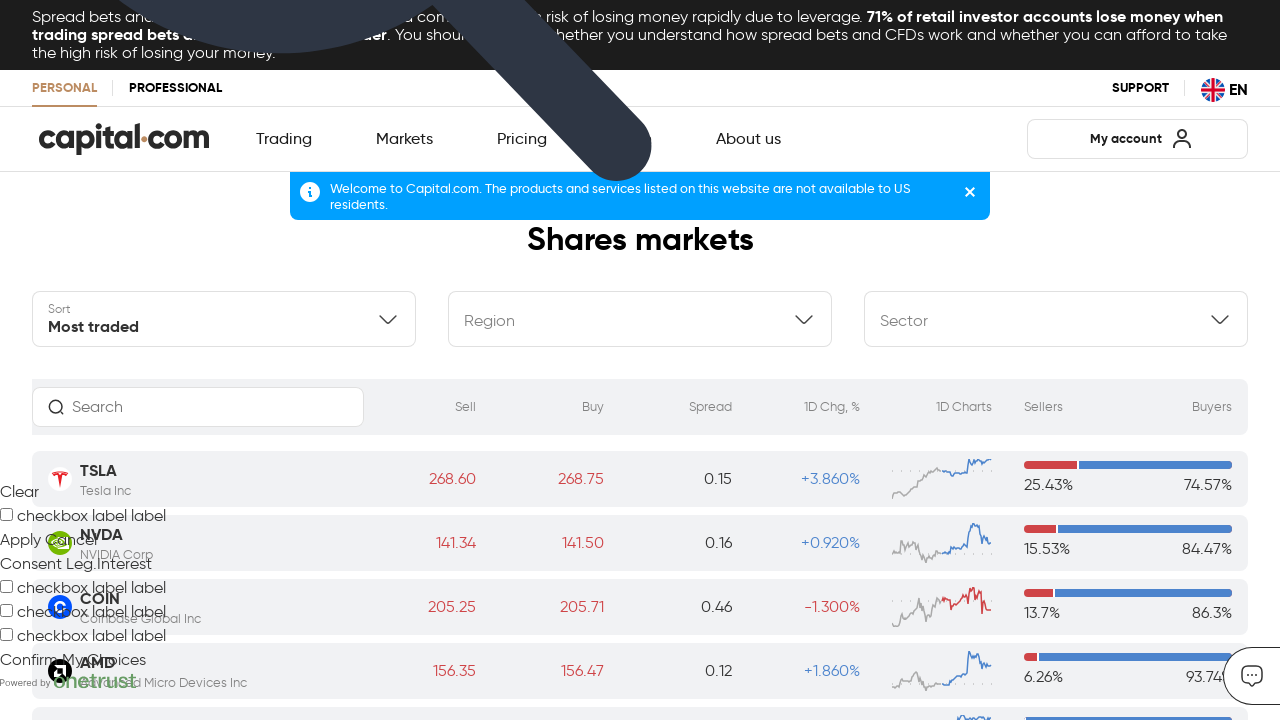 Spread bets and
risk of losing money rapidly due to leverage. 71% of retail investor accounts lose money when
trading spread bets
. You should
whether you understand how spread bets and CFDs work and whether you can afford to take
the high risk of losing your money.
PERSONAL PROFESSIONAL SUPPORT EN
capital.com Trading Markets Pricing About us My account
Welcome to Capital.com. The products and services listed on this website are not available to US
residents.
Shares markets
Sort
Most traded
Region
Sector
Search Sell Buy Spread 1D Chg, % 1D Charts Sellers Buyers
TSLA
Tesla Inc
268.60 268.75 0.15 +3.860% 25.43% 74.57%
Clear
checkbox label label
NVDA
Apply Cancel
NVIDIA Corp
141.34 141.50 0.16 +0.920% 15.53% 84.47%
Consent Leg.Interest
checkbox label label
COIN
checkbox label label
Coinbase Global Inc
205.25 205.71 0.46 -1.300% 13.7% 86.3%
checkbox label label
Confirm My Choices
AMD
Advanced Micro Devices Inc
156.35 156.47 0.12 +1.860% 6.26% 93.74%
Powered by onetrust